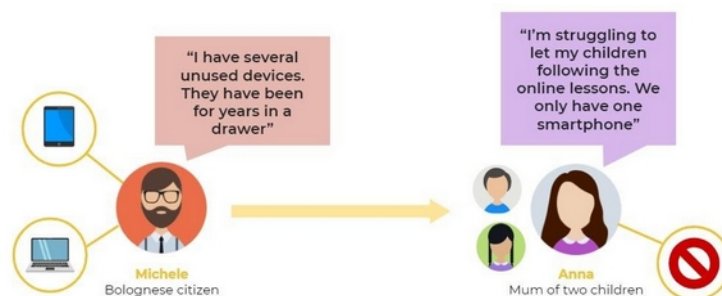 “I have several
unused devices.
They have been
for years in a
drawer”
“I’m struggling to
let my children
following the
online lessons. We
only have one
smartphone”
Michele
Bolognese citizen
Anna
Mum of two children